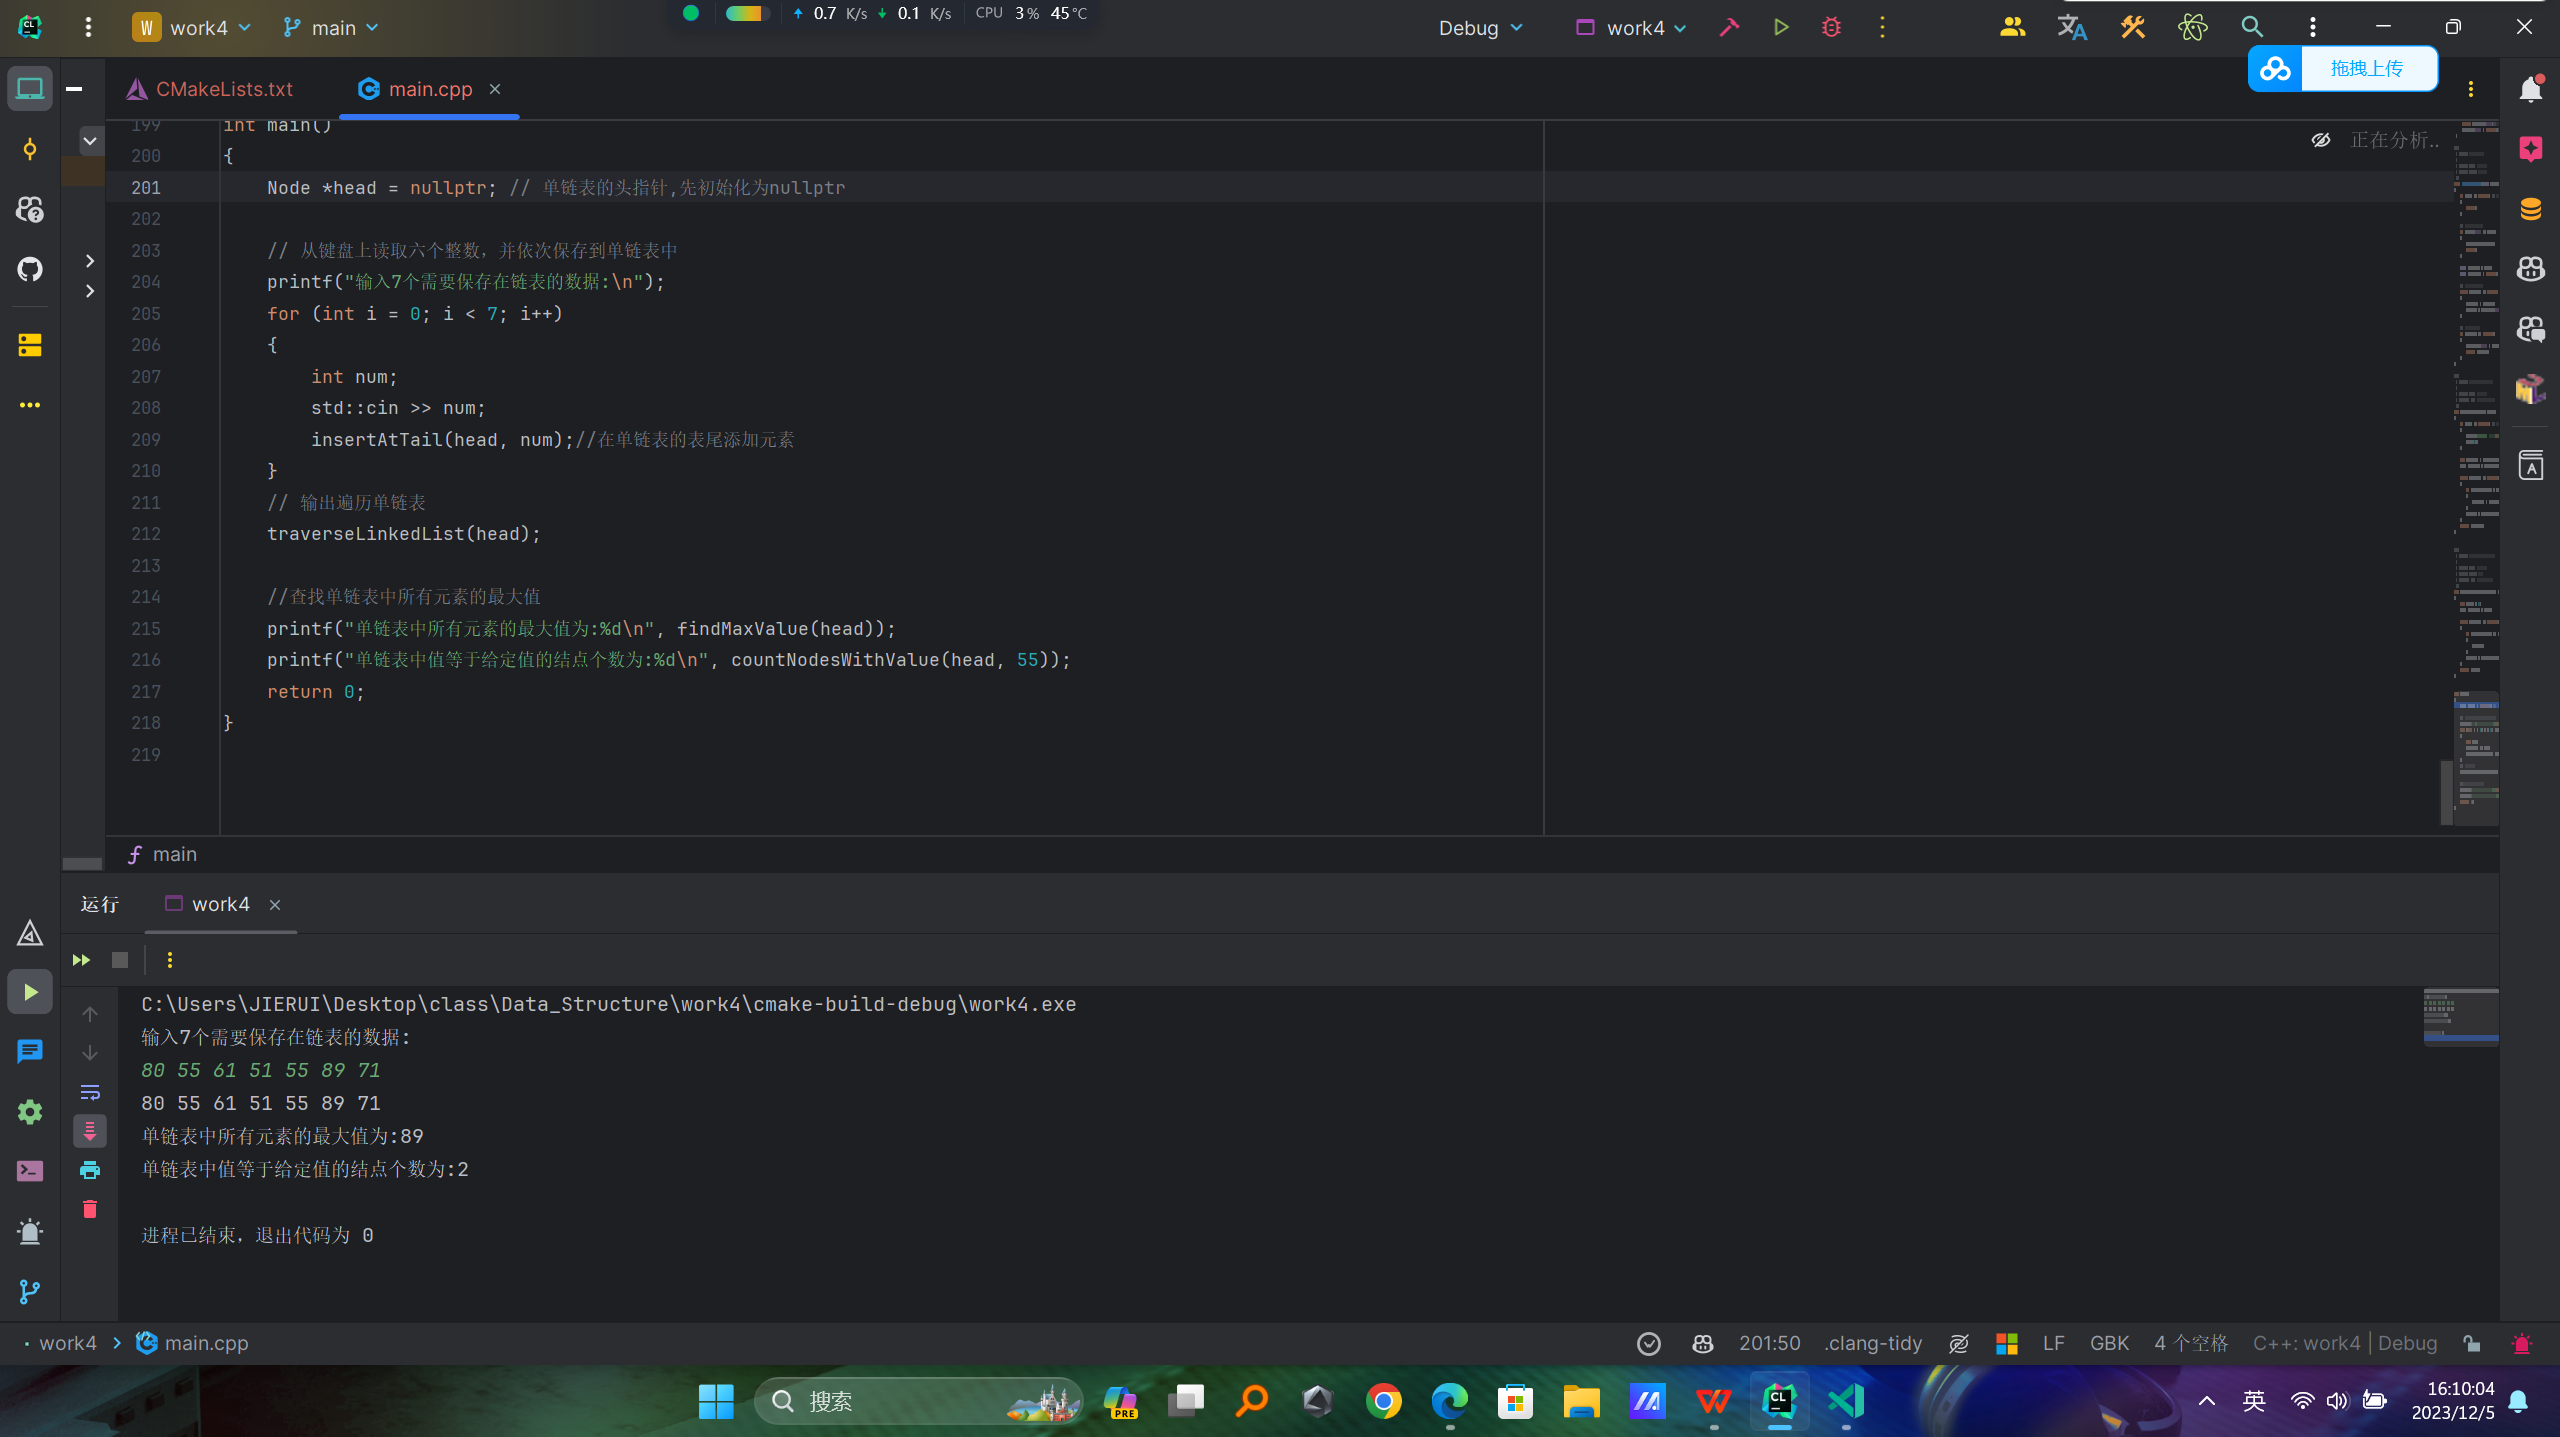 W work4 main 0.7 K/s 0.1 K/s CPU 3% 45°C Debug work4
拖拽上传
CMakeLists.txt main.cpp
正在分析..
199 int main()
200 {
201 Node *head = nullptr; // 单链表的头指针,先初始化为nullptr
202
203 // 从键盘上读取六个整数，并依次保存到单链表中
204 printf("输入7个需要保存在链表的数据:\n");
205 for (int i = 0; i < 7; i++)
206 {
207 int num;
208 std::cin >> num;
209 insertAtTail(head, num);//在单链表的表尾添加元素
210 }
211 // 输出遍历单链表
212 traverseLinkedList(head);
213
214 //查找单链表中所有元素的最大值
215 printf("单链表中所有元素的最大值为:%d\n", findMaxValue(head));
216 printf("单链表中值等于给定值的结点个数为:%d\n", countNodesWithValue(head, 55));
217 return 0;
218 }
219
f main
运行 work4
C:\Users\JIERUI\Desktop\class\Data_Structure\work4\cmake-build-debug\work4.exe
输入7个需要保存在链表的数据:
80 55 61 51 55 89 71
80 55 61 51 55 89 71
单链表中所有元素的最大值为:89
单链表中值等于给定值的结点个数为:2
进程已结束，退出代码为 0
work4 main.cpp 201:50 .clang-tidy LF GBK 4 个空格 C++: work4 | Debug
搜索 PRE CL 英 16:10:04
2023/12/5